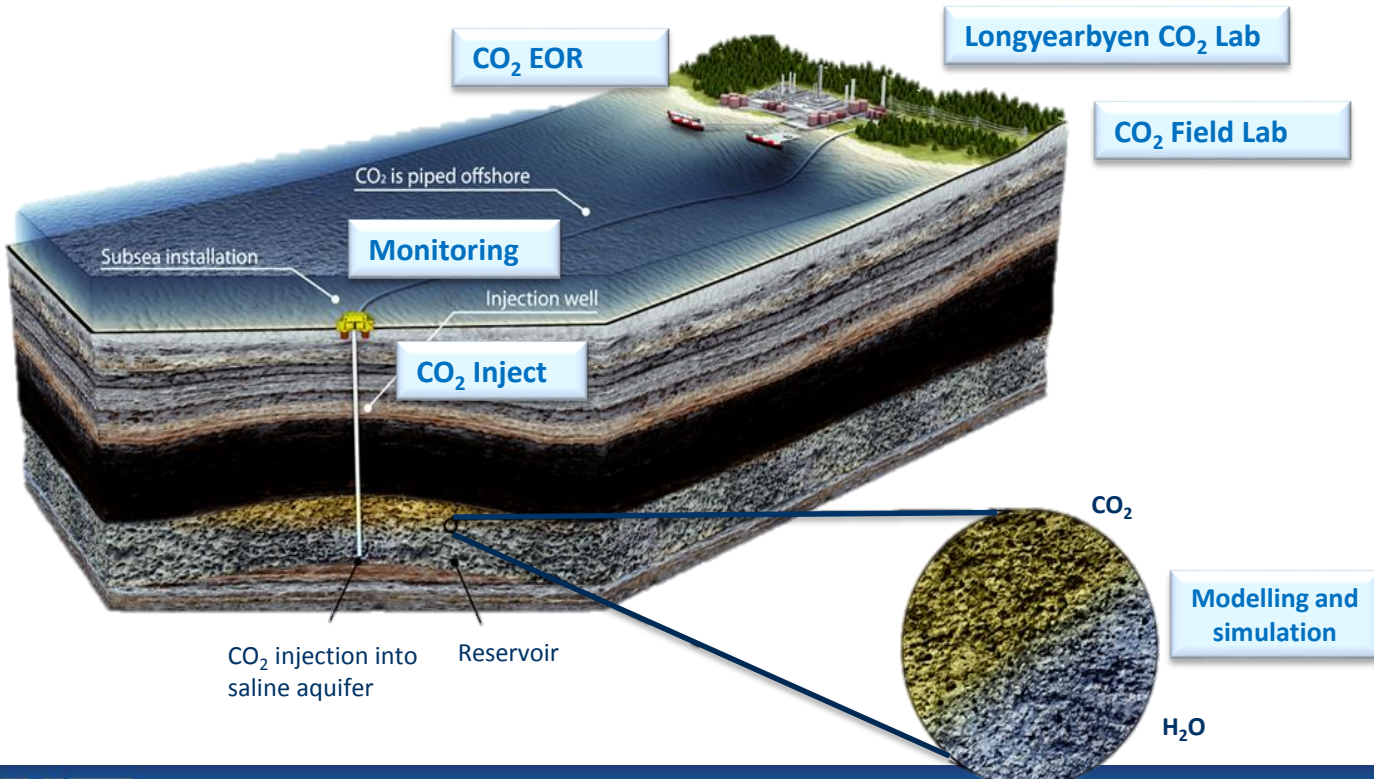 Longyearbyen CO₂ Lab
CO₂ EOR
CO₂ Field Lab
CO₂ is piped offshore
Monitoring
Subsea installation
Injection well
CO₂ Inject
CO₂
Modelling and
simulation
CO₂ injection into
saline aquifer
Reservoir
H₂O